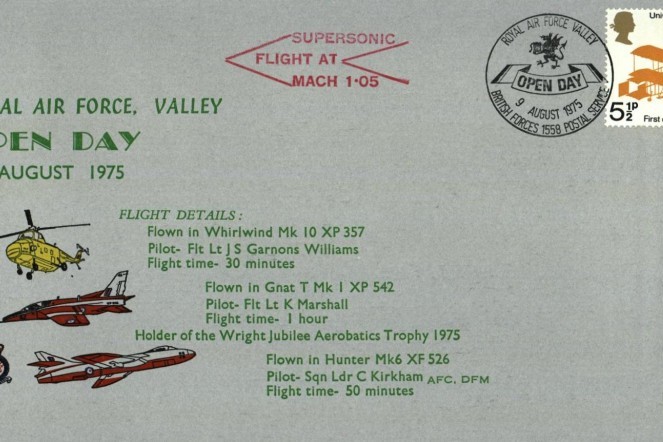 SUPERSONIC
FLIGHT AT
MACH 1·05
ROYAL AIR FORCE VALLEY
OPEN DAY
9 AUGUST 1975
BRITISH FORCES 1558 POSTAL SERVICE
Uni
5½P
First
AL AIR FORCE, VALLEY
PEN DAY
AUGUST 1975
FLIGHT DETAILS:
Flown in Whirlwind Mk 10 XP 357
Pilot- Flt Lt J S Garnons Williams
Flight time- 30 minutes
Flown in Gnat T Mk 1 XP 542
Pilot- Flt Lt K Marshall
Flight time- 1 hour
Holder of the Wright Jubilee Aerobatics Trophy 1975
Flown in Hunter Mk6 XF 526
Pilot- Sqn Ldr C Kirkham AFC, DFM
Flight time- 50 minutes